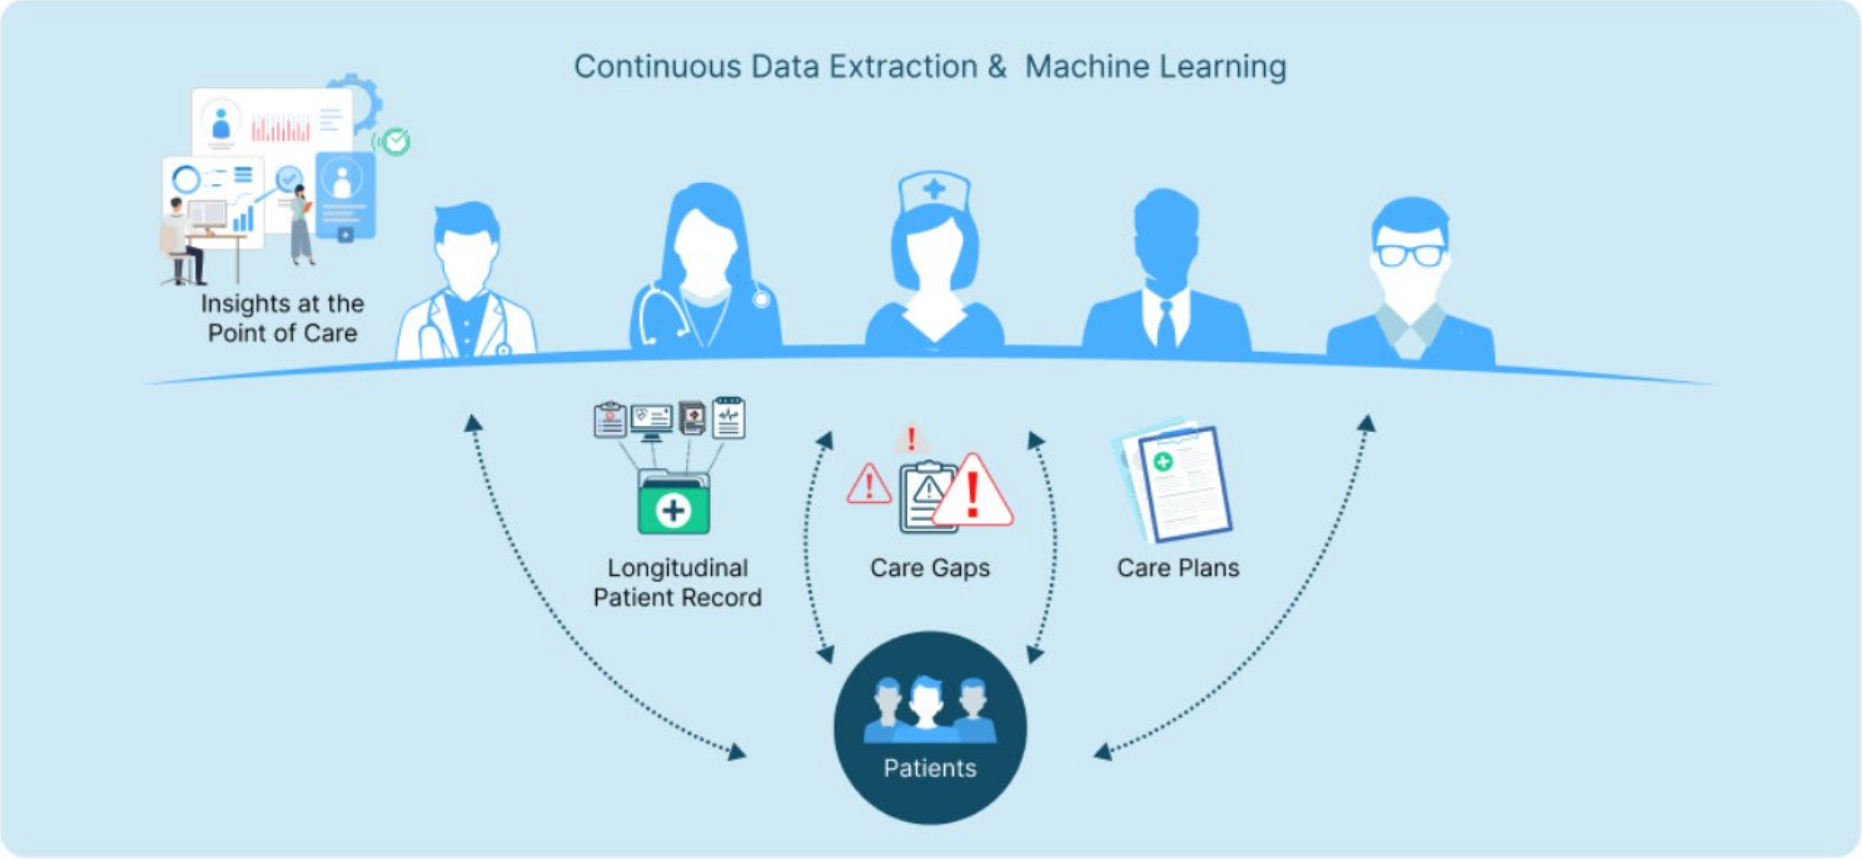 Continuous Data Extraction & Machine Learning
Insights at the
Point of Care
Longitudinal
Patient Record
Care Gaps
Care Plans
Patients